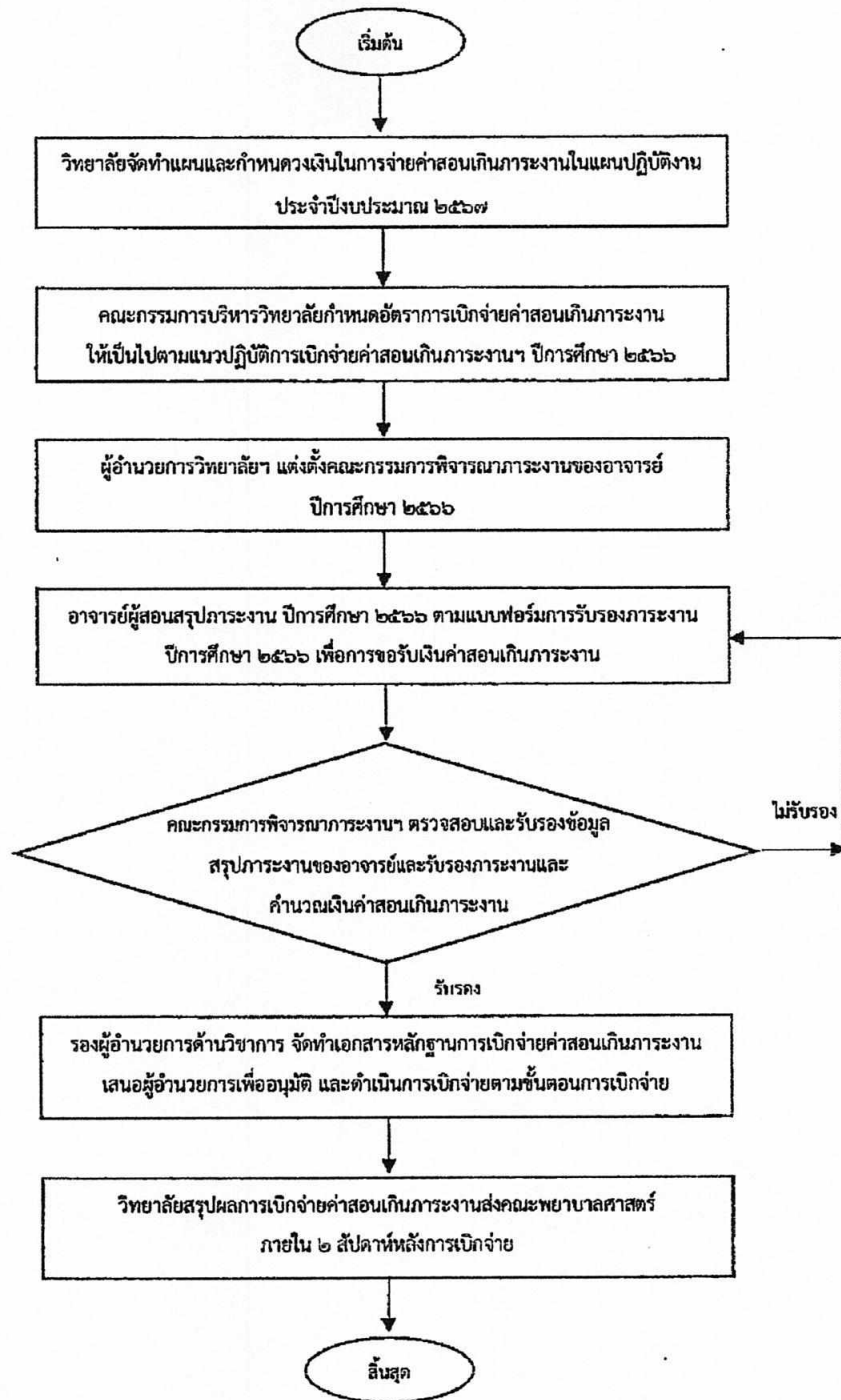 เริ่มต้น
วิทยาลัยจัดทำแผนและกำหนดวงเงินในการจ่ายค่าสอนเกินภาระงานในแผนปฏิบัติงาน
ประจำปีงบประมาณ ๒๕๖๗
คณะกรรมการบริหารวิทยาลัยกำหนดอัตราการเบิกจ่ายค่าสอนเกินภาระงาน
ให้เป็นไปตามแนวปฏิบัติการเบิกจ่ายค่าสอนเกินภาระงานฯ ปีการศึกษา ๒๕๖๖
ผู้อำนวยการวิทยาลัยฯ แต่งตั้งคณะกรรมการพิจารณาภาระงานของอาจารย์
ปีการศึกษา ๒๕๖๖
อาจารย์ผู้สอนสรุปภาระงาน ปีการศึกษา ๒๕๖๖ ตามแบบฟอร์มการรับรองภาระงาน
ปีการศึกษา ๒๕๖๖ เพื่อการขอรับเงินค่าสอนเกินภาระงาน
ไม่รับรอง
คณะกรรมการพิจารณาภาระงานฯ ตรวจสอบและรับรองข้อมูล
สรุปภาระงานของอาจารย์และรับรองภาระงานและ
คำนวณเงินค่าสอนเกินภาระงาน
รับรอง
รองผู้อำนวยการด้านวิชาการ จัดทำเอกสารหลักฐานการเบิกจ่ายค่าสอนเกินภาระงาน
เสนอผู้อำนวยการเพื่ออนุมัติ และดำเนินการเบิกจ่ายตามขั้นตอนการเบิกจ่าย
วิทยาลัยสรุปผลการเบิกจ่ายค่าสอนเกินภาระงานส่งคณะพยาบาลศาสตร์
ภายใน ๒ สัปดาห์หลังการเบิกจ่าย
สิ้นสุด